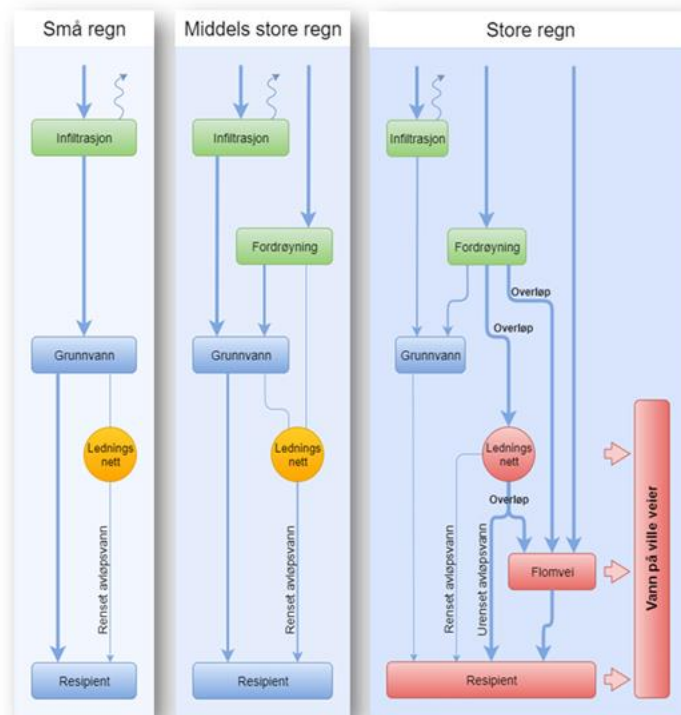 Små regn
Infiltrasjon
Grunnvann
Lednings
nett
Renset avløpsvann
Resipient
Middels store regn
Infiltrasjon
Fordrøyning
Grunnvann
Lednings
nett
Renset avløpsvann
Resipient
Store regn
Infiltrasjon
Fordrøyning
Overløp
Overløp
Grunnvann
Lednings
nett
Overløp
Renset avløpsvann
Urenset avløpsvann
Flomvei
Resipient
Vann på ville veier